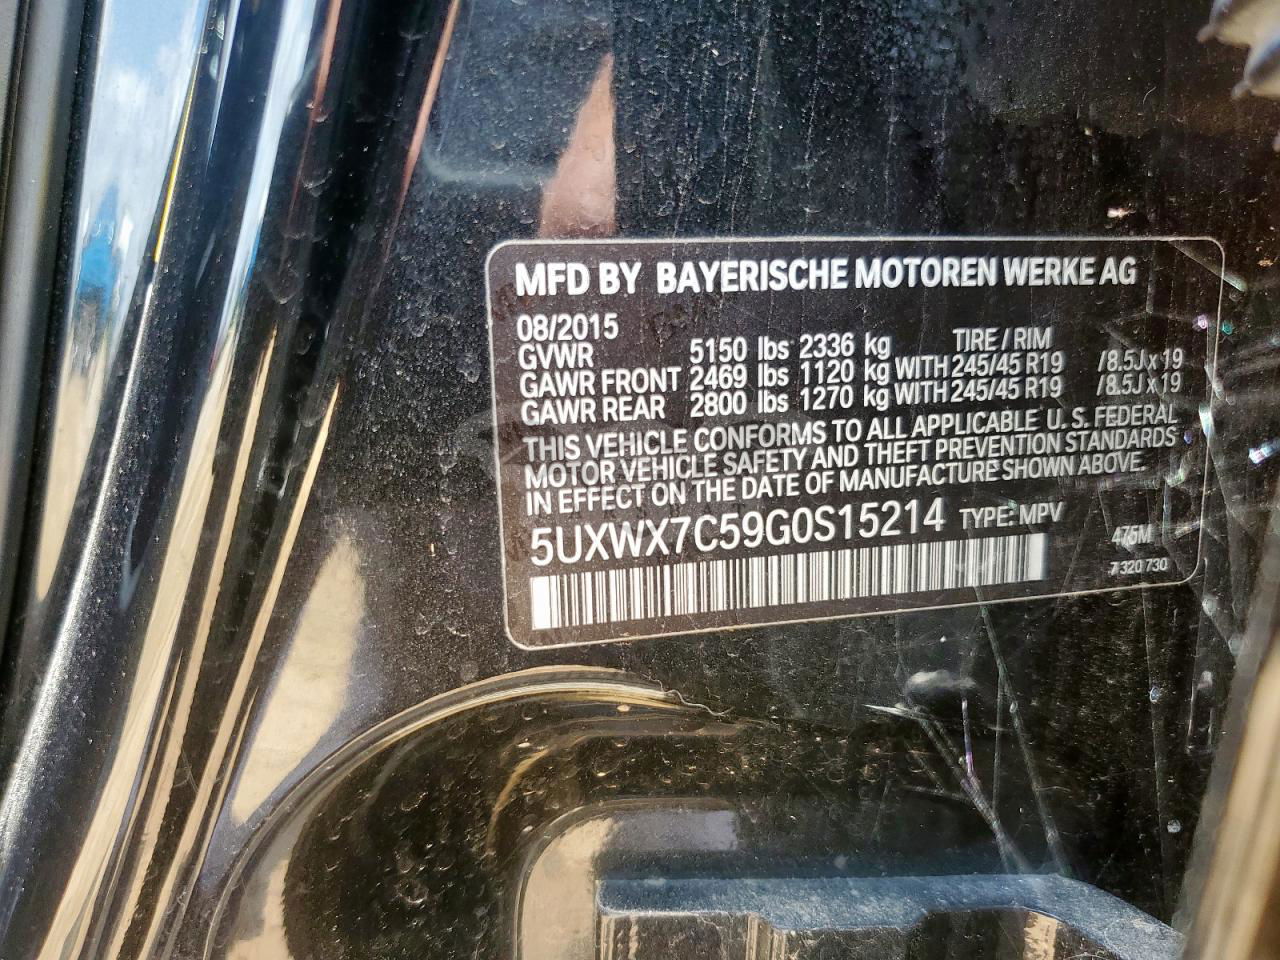 MFD BY BAYERISCHE MOTOREN WERKE AG
08/2015 TIRE / RIM
GVWR 5150 lbs 2336 kg
GAWR FRONT 2469 lbs 1120 kg WITH 245/45 R19 /8.5J x 19
GAWR REAR 2800 lbs 1270 kg WITH 245/45 R19 /8.5J x 19
THIS VEHICLE CONFORMS TO ALL APPLICABLE U.S. FEDERAL
MOTOR VEHICLE SAFETY AND THEFT PREVENTION STANDARDS
IN EFFECT ON THE DATE OF MANUFACTURE SHOWN ABOVE.
5UXWX7C59G0S15214 TYPE: MPV
475M
7 320 730